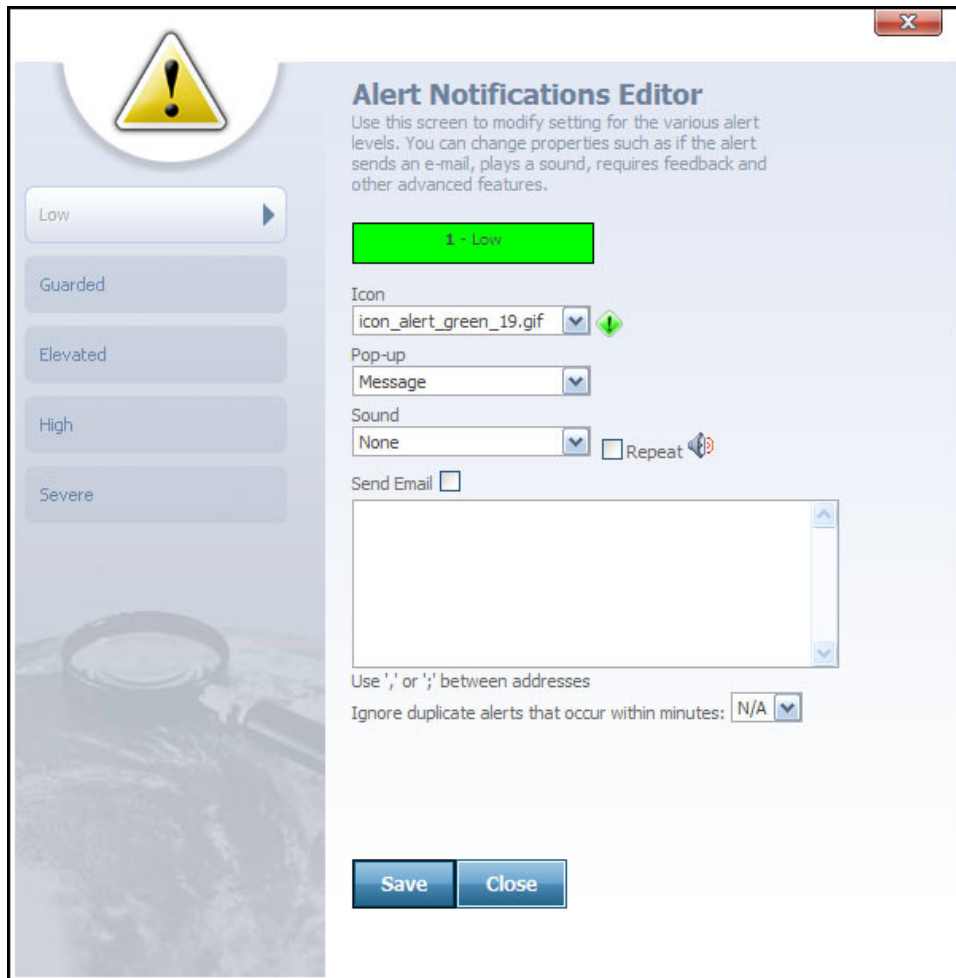 X
Alert Notifications Editor
Use this screen to modify setting for the various alert
levels. You can change properties such as if the alert
sends an e-mail, plays a sound, requires feedback and
other advanced features.
Low
Guarded
Elevated
High
Severe
1 - Low
Icon
icon_alert_green_19.gif
Pop-up
Message
Sound
None
Repeat
Send Email
Use ',' or ';' between addresses
Ignore duplicate alerts that occur within minutes: N/A
Save Close